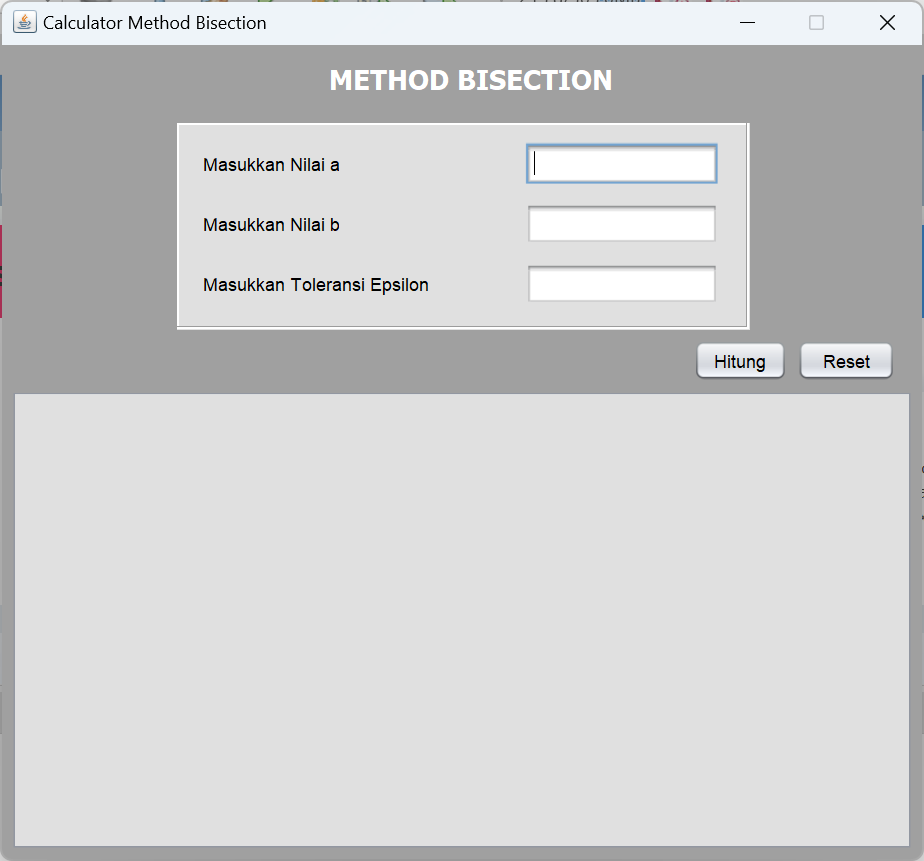 Calculator Method Bisection
METHOD BISECTION
Masukkan Nilai a
Masukkan Nilai b
Masukkan Toleransi Epsilon
Hitung
Reset